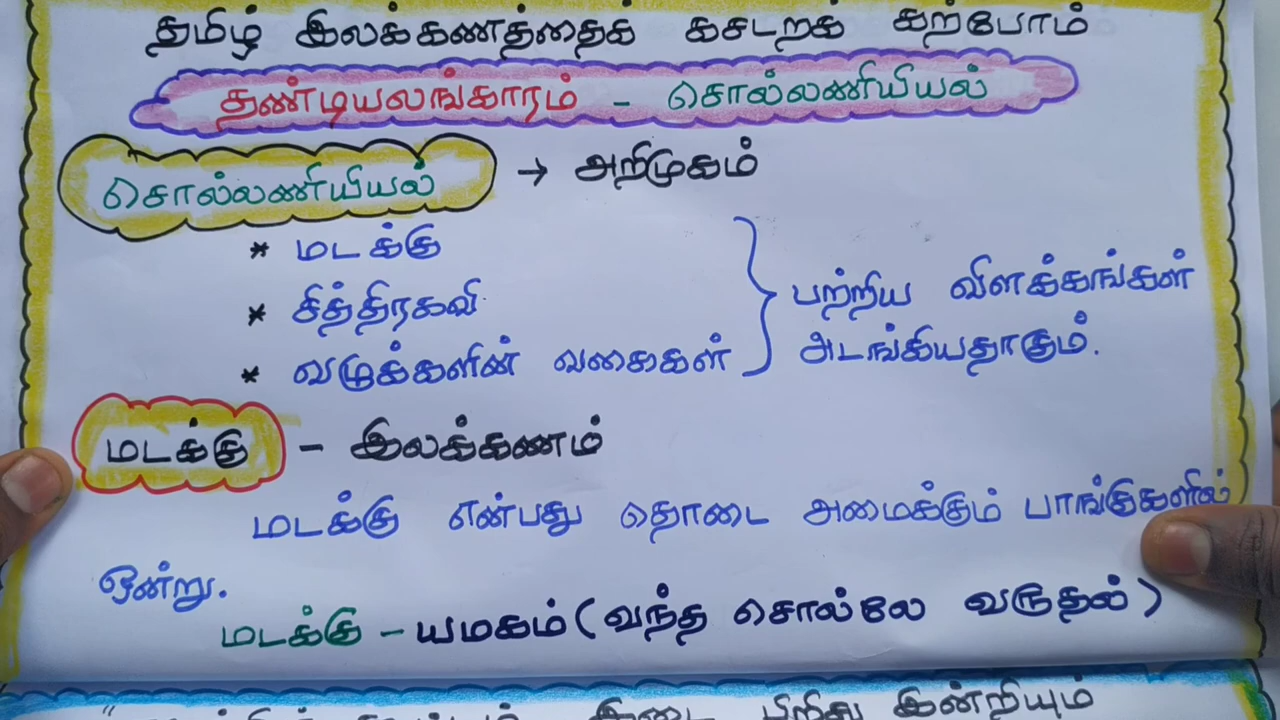 தமிழ் இலக்கணத்தைக் கசடறக் கற்போம்
தண்டியலங்காரம் - சொல்லணியியல்
சொல்லணியியல் → அறிமுகம்
* மடக்கு
* சித்திரகவி
* வழுக்களின் வகைகள்
பற்றிய விளக்கங்கள்
அடங்கியதாகும்.
மடக்கு - இலக்கணம்
மடக்கு என்பது தொடை அமைக்கும் பாங்குகளில்
ஒன்று.
மடக்கு - யமகம் (வந்த சொல்லே வருதல்)
இடை பிறிது இன்றியும்